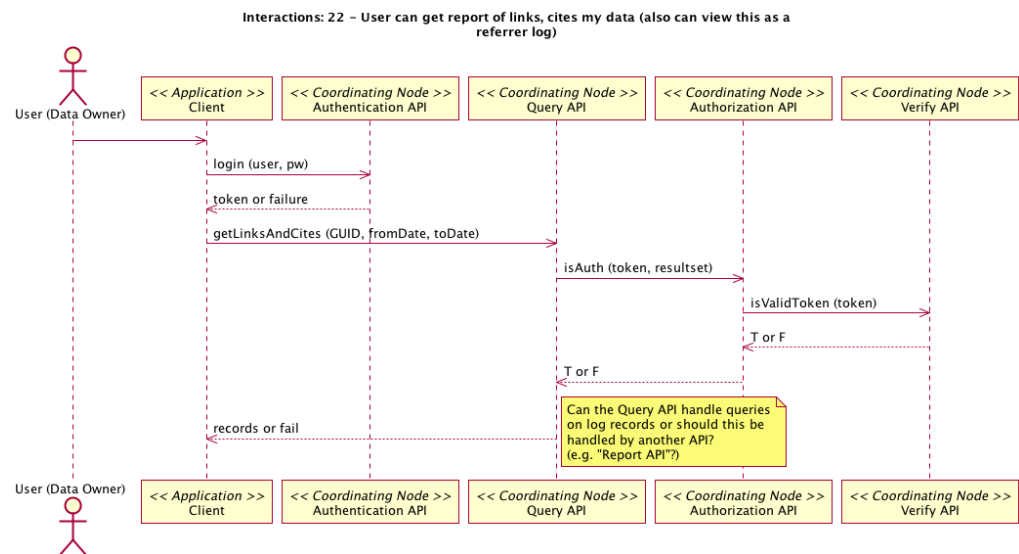 Interactions: 22 – User can get report of links, cites my data (also can view this as a
referrer log)
User (Data Owner)
<< Application >>
Client
<< Coordinating Node >>
Authentication API
<< Coordinating Node >>
Query API
<< Coordinating Node >>
Authorization API
<< Coordinating Node >>
Verify API
login (user, pw)
token or failure
getLinksAndCites (GUID, fromDate, toDate)
isAuth (token, resultset)
isValidToken (token)
T or F
T or F
Can the Query API handle queries
on log records or should this be
handled by another API?
(e.g. "Report API"?)
records or fail
User (Data Owner)
<< Application >>
Client
<< Coordinating Node >>
Authentication API
<< Coordinating Node >>
Query API
<< Coordinating Node >>
Authorization API
<< Coordinating Node >>
Verify API